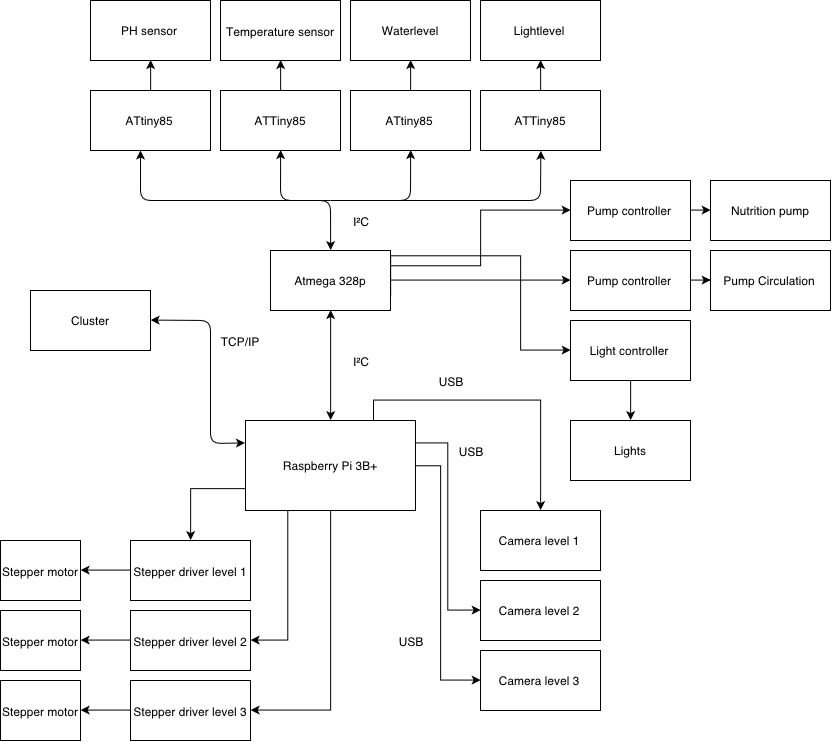 PH sensor
Temperature sensor
Waterlevel
Lightlevel
ATtiny85
ATTiny85
ATtiny85
ATTiny85
I²C
Pump controller
Nutrition pump
Atmega 328p
Pump controller
Pump Circulation
Cluster
TCP/IP
Light controller
I²C
USB
Lights
USB
Raspberry Pi 3B+
Camera level 1
Stepper motor
Stepper driver level 1
Camera level 2
Stepper motor
Stepper driver level 2
USB
Camera level 3
Stepper motor
Stepper driver level 3